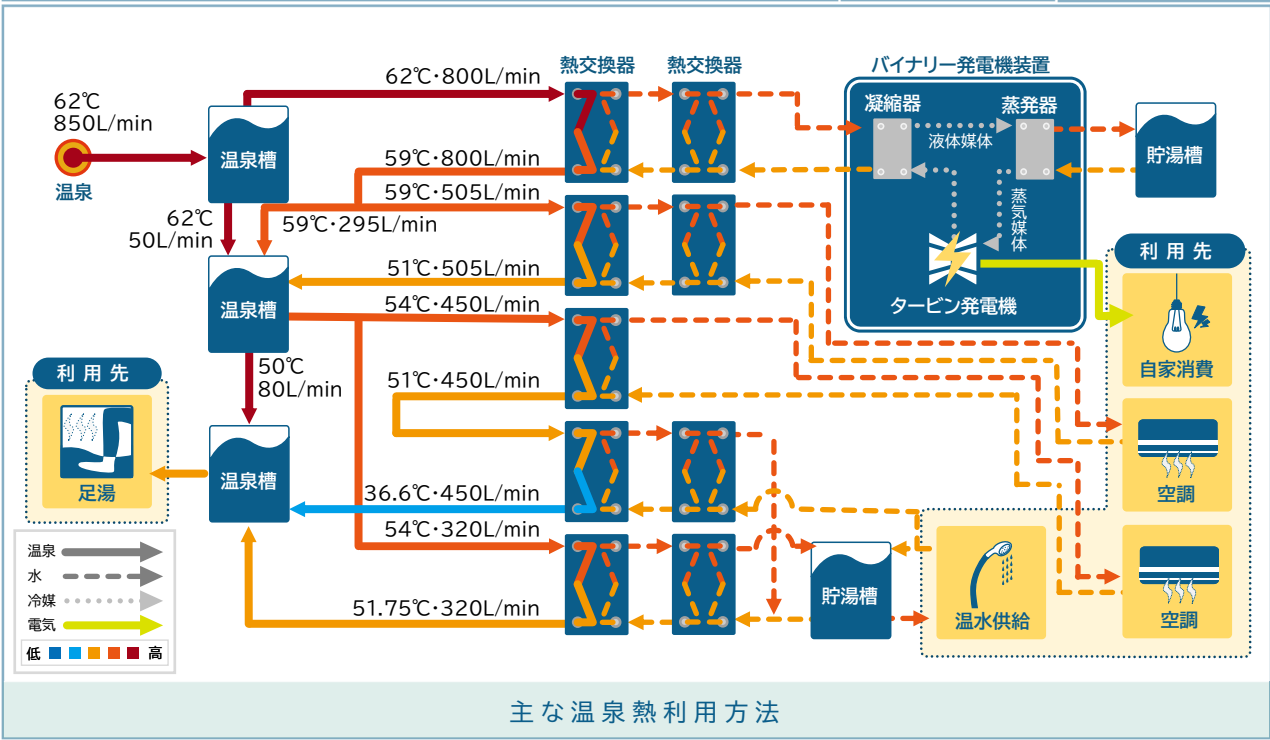 62℃・800L/min
熱交換器
熱交換器
バイナリー発電機装置
62℃
850L/min
温泉
温泉槽
凝縮器
蒸発器
液体媒体
貯湯槽
59℃・800L/min
59℃・505L/min
62℃
50L/min
59℃・295L/min
蒸気媒体
利用先
51℃・505L/min
温泉槽
54℃・450L/min
タービン発電機
自家消費
50℃
80L/min
利用先
51℃・450L/min
足湯
温泉槽
空調
36.6℃・450L/min
54℃・320L/min
温泉
水
冷媒
電気
低
高
51.75℃・320L/min
貯湯槽
温水供給
空調
主な温泉熱利用方法